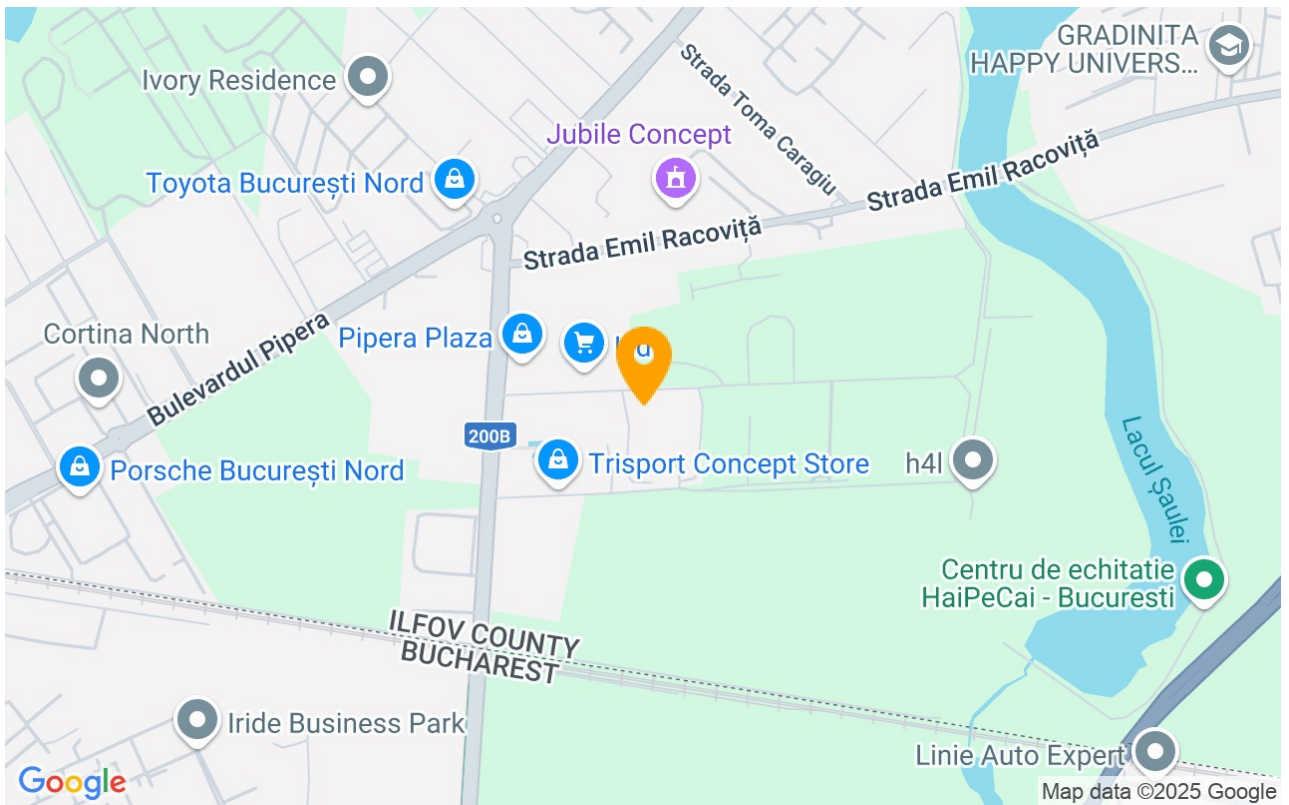 GRADINITA
HAPPY UNIVERS...
Ivory Residence
Strada Toma Caragiu
Jubile Concept
Strada Emil Racoviță
Toyota București Nord
Strada Emil Racoviță
Cortina North
Pipera Plaza
Bulevardul Pipera
200B
Porsche București Nord
Trisport Concept Store
h4l
Lacul Șaulei
Centru de echitatie
HaiPeCai - Bucuresti
ILFOV COUNTY
BUCHAREST
Iride Business Park
Linie Auto Expert
Google
Map data ©2025 Google